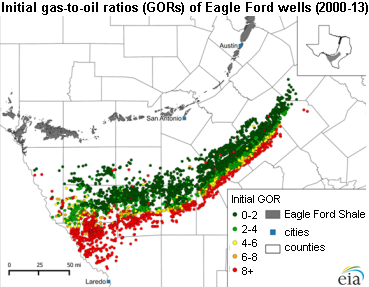 Initial gas-to-oil ratios (GORs) of Eagle Ford wells (2000-13)
Austin
San Antonio
Laredo
Initial GOR
0-2
2-4
4-6
6-8
8+
Eagle Ford Shale
cities
counties
0 25 50 mi
eia